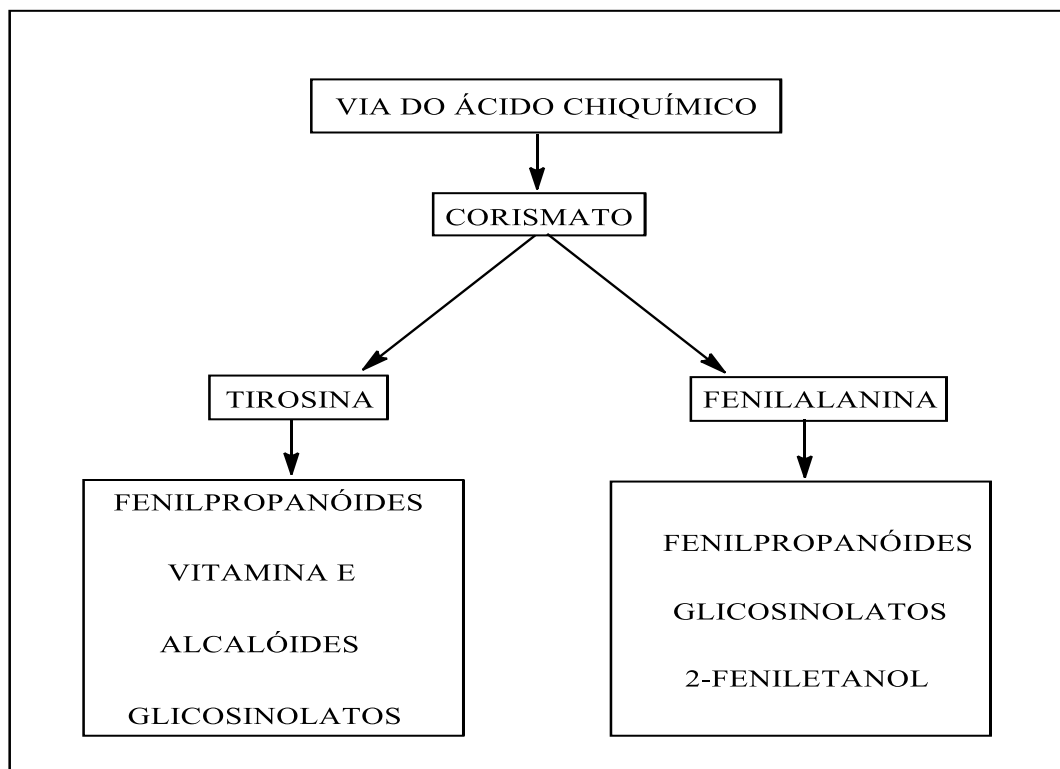 VIA DO ÁCIDO CHIQUÍMICO
CORISMATO
TIROSINA
FENILALANINA
FENILPROPANÓIDES
VITAMINA E
ALCALÓIDES
GLICOSINOLATOS
FENILPROPANÓIDES
GLICOSINOLATOS
2-FENILETANOL